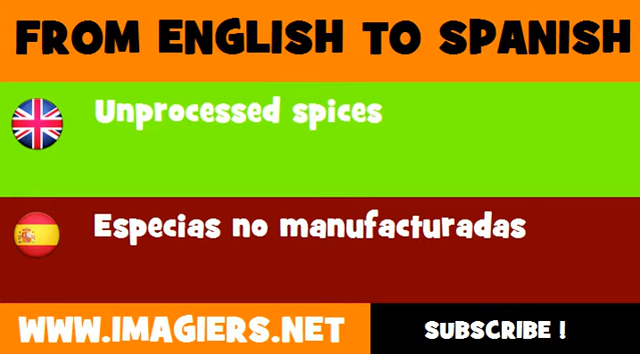 FROM ENGLISH TO SPANISH
Unprocessed spices
Especias no manufacturadas
WWW.IMAGIERS.NET
SUBSCRIBE !